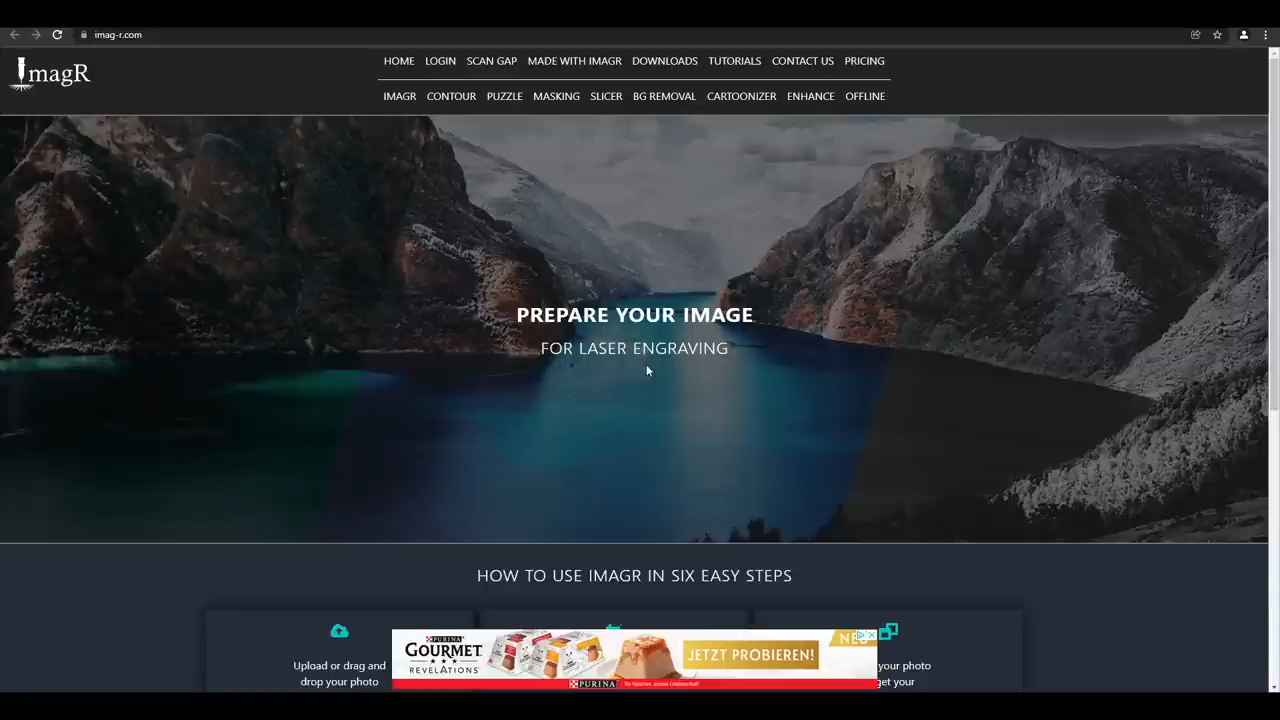 imag-r.com
ImagR
HOME LOGIN SCAN GAP MADE WITH IMAGR DOWNLOADS TUTORIALS CONTACT US PRICING
IMAGR CONTOUR PUZZLE MASKING SLICER BG REMOVAL CARTOONIZER ENHANCE OFFLINE
PREPARE YOUR IMAGE
FOR LASER ENGRAVING
HOW TO USE IMAGR IN SIX EASY STEPS
Upload or drag and
drop your photo
your photo
get your
PURINA
GOURMET
REVELATIONS
JETZT PROBIEREN!
NEU
PURINA